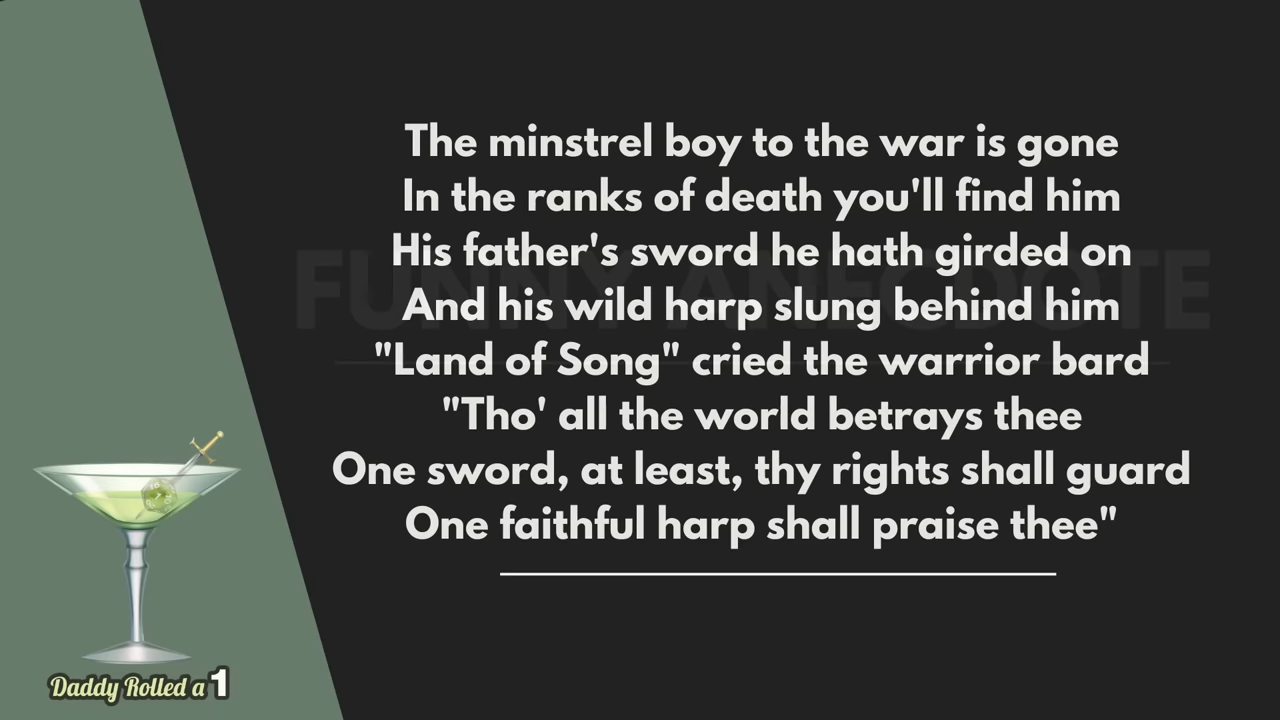 The minstrel boy to the war is gone
In the ranks of death you'll find him
His father's sword he hath girded on
And his wild harp slung behind him
"Land of Song" cried the warrior bard
"Tho' all the world betrays thee
One sword, at least, thy rights shall guard
One faithful harp shall praise thee"
FUNNY ANECDOTE
Daddy Rolled a 1